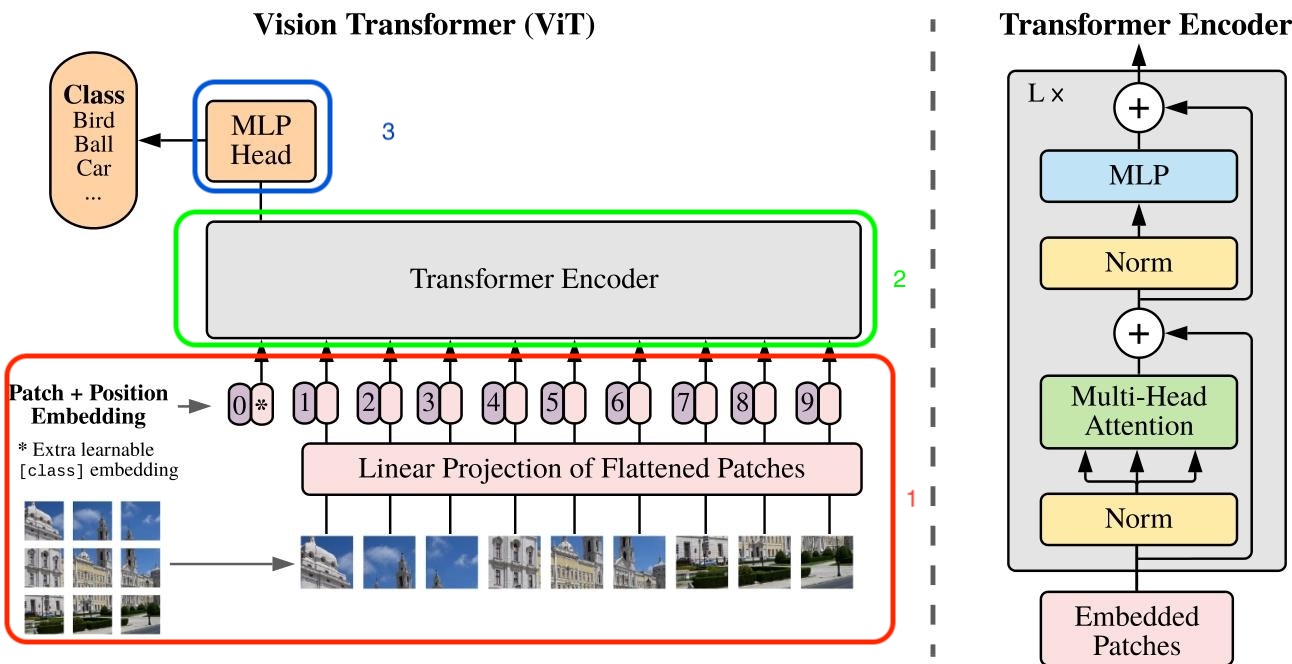 Vision Transformer (ViT)
Class
Bird
Ball
Car
...
MLP
Head
3
Transformer Encoder
2
Patch + Position
Embedding
0 * 1 2 3 4 5 6 7 8 9
* Extra learnable
[class] embedding
Linear Projection of Flattened Patches
1
Transformer Encoder
L ×
+
MLP
Norm
+
Multi-Head
Attention
Norm
Embedded
Patches